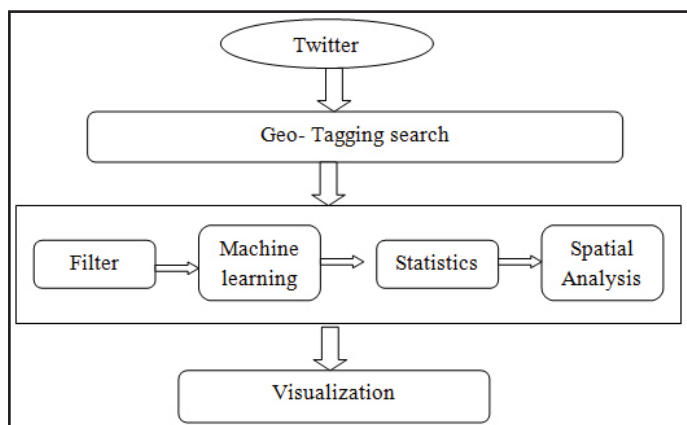 Twitter
Geo- Tagging search
Filter
Machine
learning
Statistics
Spatial
Analysis
Visualization